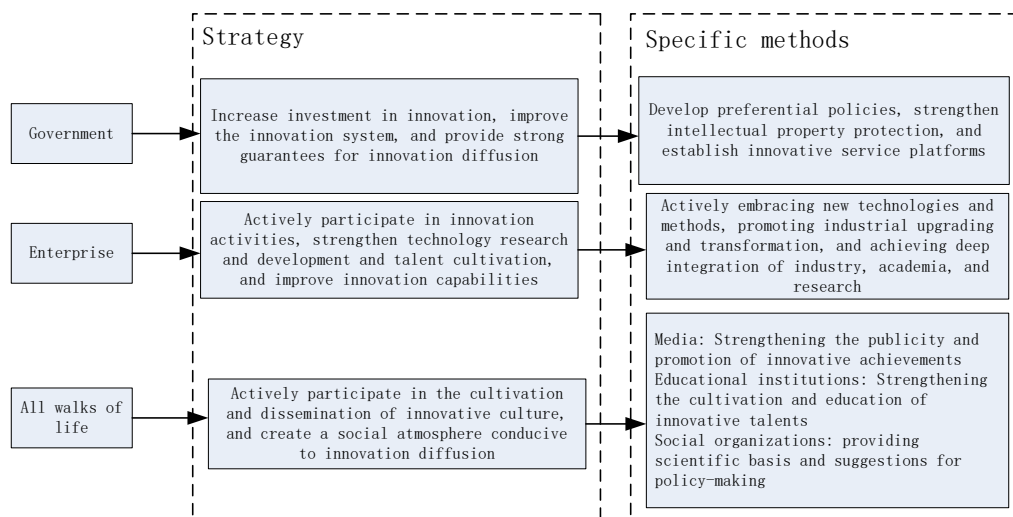 Strategy
Specific methods
Government
Increase investment in innovation, improve
the innovation system, and provide strong
guarantees for innovation diffusion
Develop preferential policies, strengthen
intellectual property protection, and
establish innovative service platforms
Enterprise
Actively participate in innovation
activities, strengthen technology research
and development and talent cultivation,
and improve innovation capabilities
Actively embracing new technologies and
methods, promoting industrial upgrading
and transformation, and achieving deep
integration of industry, academia, and
research
All walks of
life
Actively participate in the cultivation
and dissemination of innovative culture,
and create a social atmosphere conducive
to innovation diffusion
Media: Strengthening the publicity and
promotion of innovative achievements
Educational institutions: Strengthening
the cultivation and education of
innovative talents
Social organizations: providing
scientific basis and suggestions for
policy-making